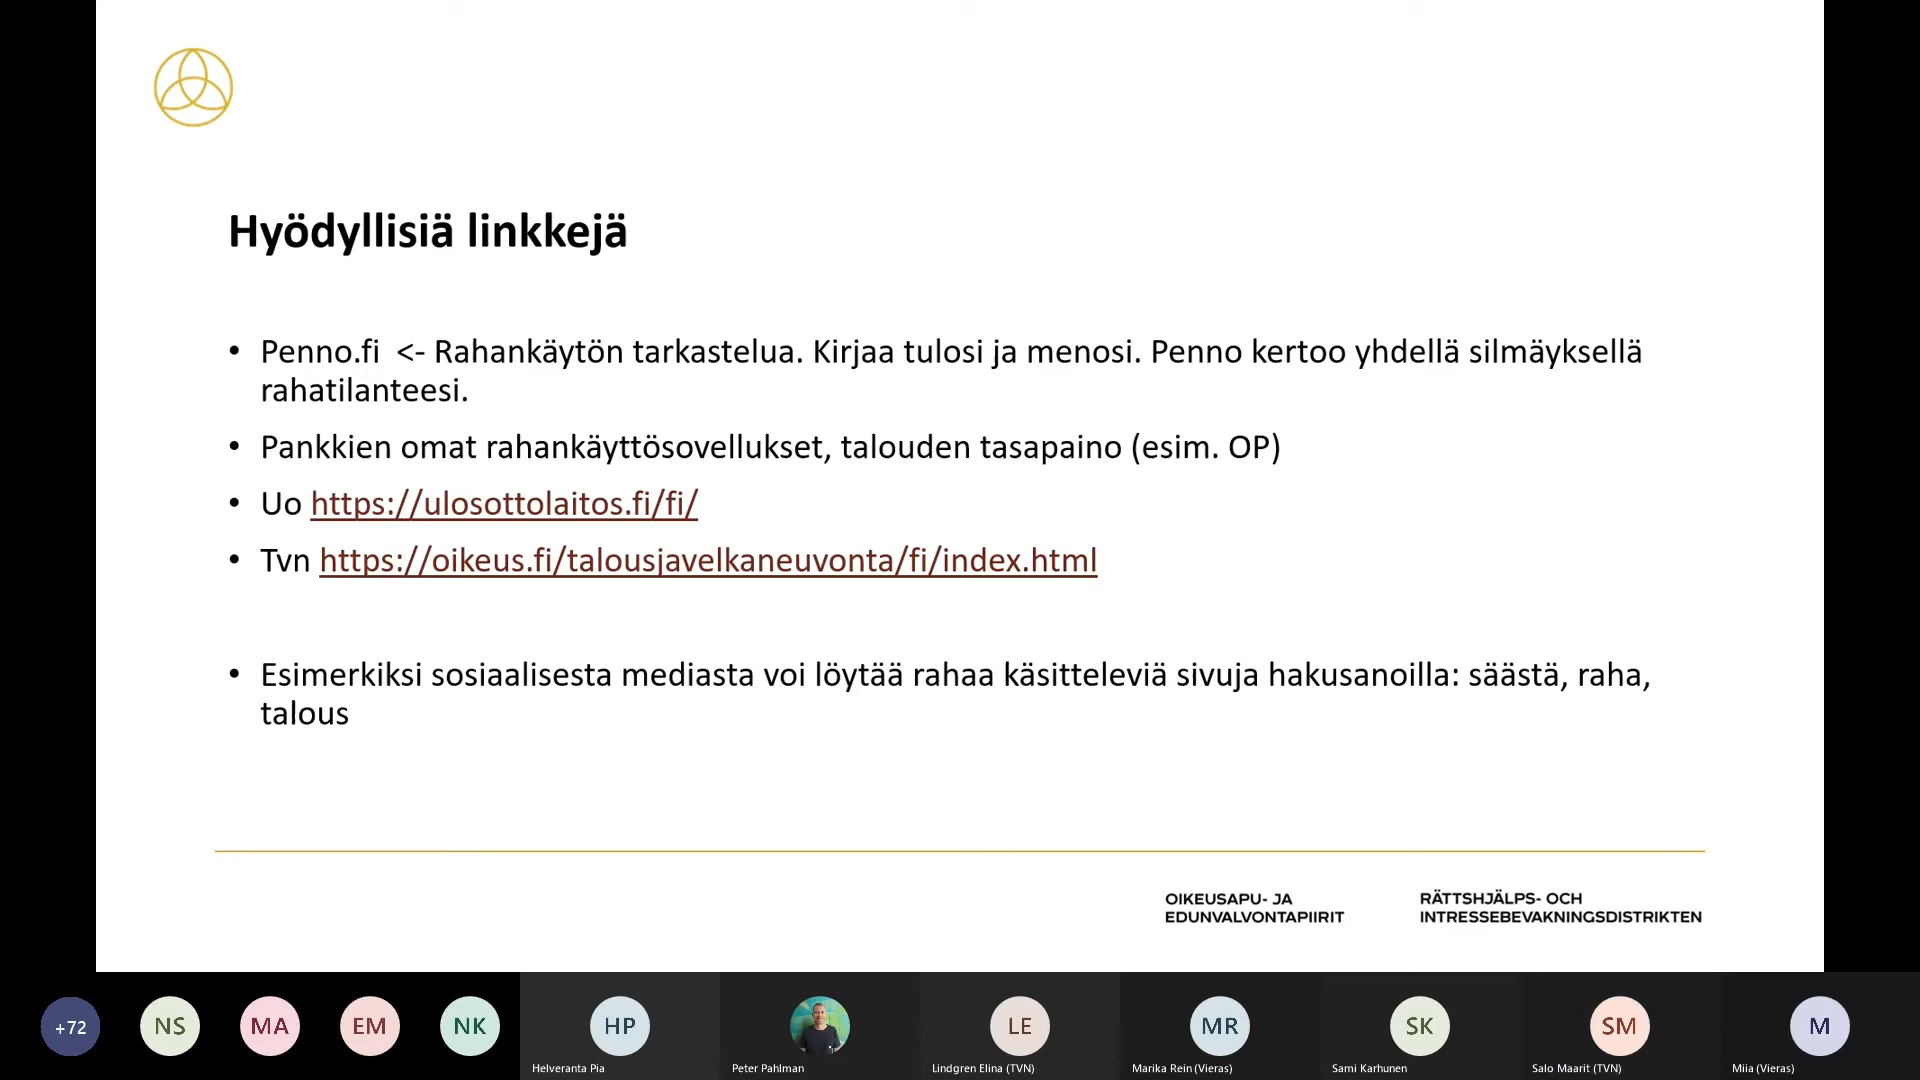 Hyödyllisiä linkkejä
• Penno.fi  <- Rahankäytön tarkastelua. Kirjaa tulosi ja menosi. Penno kertoo yhdellä silmäyksellä
rahatilanteesi.
• Pankkien omat rahankäyttösovellukset, talouden tasapaino (esim. OP)
• Uo https://ulosottolaitos.fi/fi/
• Tvn https://oikeus.fi/talousjavelkaneuvonta/fi/index.html
• Esimerkiksi sosiaalisesta mediasta voi löytää rahaa käsitteleviä sivuja hakusanoilla: säästä, raha,
talous
OIKEUSAPU- JA
EDUNVALVONTAPIIRIT
RÄTTSHJÄLPS- OCH
INTRESSEBEVAKNINGSDISTRIKTEN
+72 NS MA EM NK HP LE MR SK SM M
Helveranta Pia Peter Pahlman Lindgren Elina (TVN) Marika Rein (Vieras) Sami Karhunen Salo Maarit (TVN) Miia (Vieras)